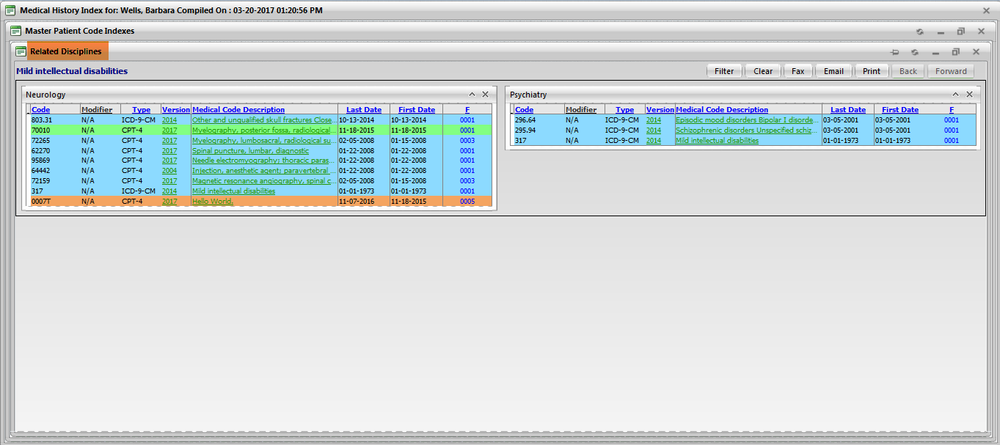 Medical History Index for: Wells, Barbara Compiled On : 03-20-2017 01:20:56 PM
Master Patient Code Indexes
Related Disciplines
Mild intellectual disabilities Filter Clear Fax Email Print Back Forward
Neurology
Code Modifier Type Version Medical Code Description Last Date First Date F
803.31 N/A ICD-9-CM 2014 Other and unqualified skull fractures Close... 10-13-2014 10-13-2014 0001
70010 N/A CPT-4 2017 Myelography, posterior fossa, radiological... 11-18-2015 11-18-2015 0001
72265 N/A CPT-4 2017 Myelography, lumbosacral, radiological su... 02-05-2008 01-15-2008 0003
62270 N/A CPT-4 2017 Spinal puncture, lumbar, diagnostic 01-22-2008 01-22-2008 0001
95869 N/A CPT-4 2017 Needle electromyography; thoracic paras... 01-22-2008 01-22-2008 0001
64442 N/A CPT-4 2004 Injection, anesthetic agent; paravertebral ... 01-22-2008 01-22-2008 0001
72159 N/A CPT-4 2017 Magnetic resonance angiography, spinal c... 02-05-2008 01-15-2008 0003
317 N/A ICD-9-CM 2014 Mild intellectual disabilities 01-01-1973 01-01-1973 0001
0007T N/A CPT-4 2017 Hello World. 11-07-2016 11-18-2015 0005
Psychiatry
Code Modifier Type Version Medical Code Description Last Date First Date F
296.64 N/A ICD-9-CM 2014 Episodic mood disorders Bipolar I disorde... 03-05-2001 03-05-2001 0001
295.94 N/A ICD-9-CM 2014 Schizophrenic disorders Unspecified schiz... 03-05-2001 03-05-2001 0001
317 N/A ICD-9-CM 2014 Mild intellectual disabilities 01-01-1973 01-01-1973 0001